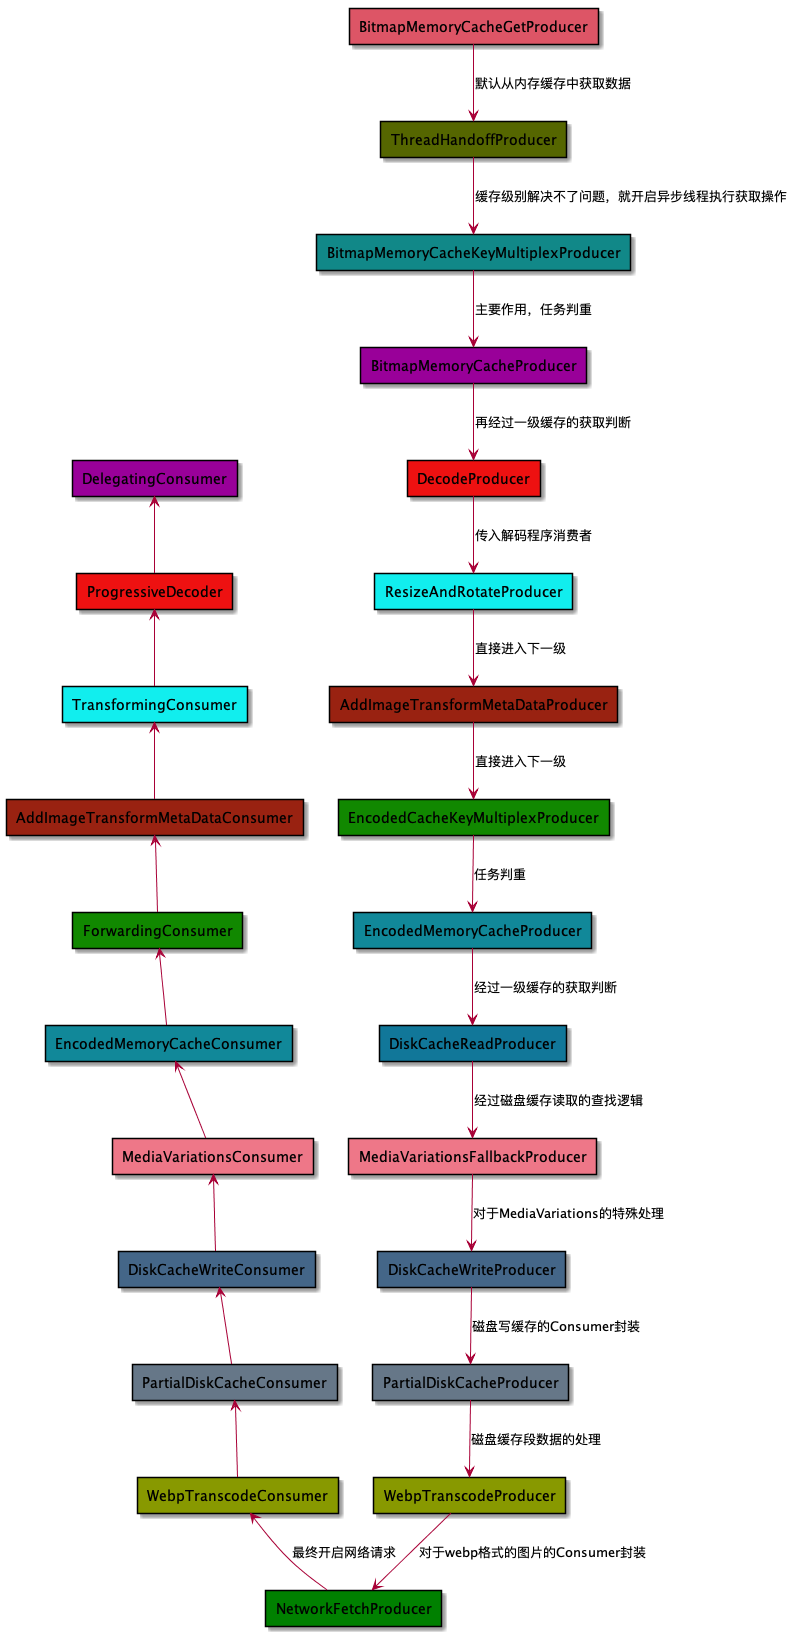 BitmapMemoryCacheGetProducer
默认从内存缓存中获取数据
ThreadHandoffProducer
缓存级别解决不了问题，就开启异步线程执行获取操作
BitmapMemoryCacheKeyMultiplexProducer
主要作用，任务判重
BitmapMemoryCacheProducer
再经过一级缓存的获取判断
DelegatingConsumer
DecodeProducer
传入解码程序消费者
ProgressiveDecoder
ResizeAndRotateProducer
直接进入下一级
TransformingConsumer
AddImageTransformMetaDataProducer
直接进入下一级
AddImageTransformMetaDataConsumer
EncodedCacheKeyMultiplexProducer
任务判重
ForwardingConsumer
EncodedMemoryCacheProducer
经过一级缓存的获取判断
EncodedMemoryCacheConsumer
DiskCacheReadProducer
经过磁盘缓存读取的查找逻辑
MediaVariationsConsumer
MediaVariationsFallbackProducer
对于MediaVariations的特殊处理
DiskCacheWriteConsumer
DiskCacheWriteProducer
磁盘写缓存的Consumer封装
PartialDiskCacheConsumer
PartialDiskCacheProducer
磁盘缓存段数据的处理
WebpTranscodeConsumer
WebpTranscodeProducer
最终开启网络请求
对于webp格式的图片的Consumer封装
NetworkFetchProducer